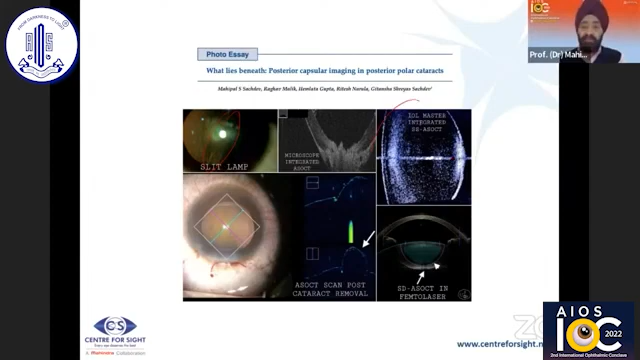 FROM DARKNESS TO LIGHT
AIOS
Photo Essay
What lies beneath: Posterior capsular imaging in posterior polar cataracts
Mahipal S Sachdev, Raghav Malik, Hemlata Gupta, Ritesh Narula, Gitansha Shreyas Sachdev
SLIT LAMP
MICROSCOPE
INTEGRATED
ASOCT
IOL MASTER
INTEGRATED
SS-ASOCT
ASOCT SCAN POST
CATARACT REMOVAL
SD-ASOCT IN
FEMTOLASER
Prof. (Dr) Mahi...
CS
CENTRE FOR SIGHT
www.centreforsight.n
AIOS
IOC
2022
2nd International Ophthalmic Conclave